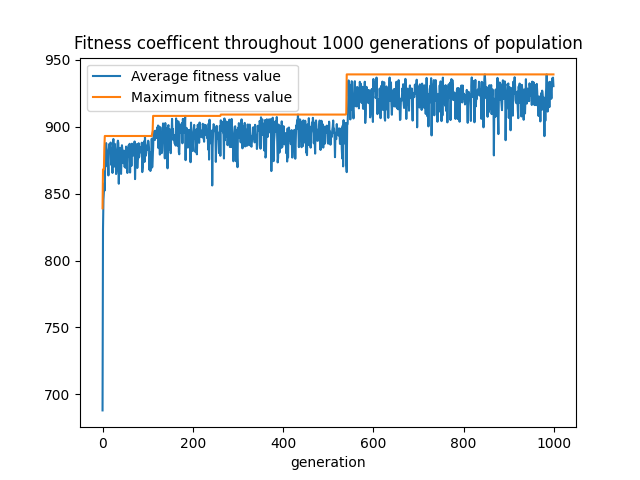 Fitness coefficent throughout 1000 generations of population
Average fitness value
Maximum fitness value
950
900
850
800
750
700
0 200 400 600 800 1000
generation